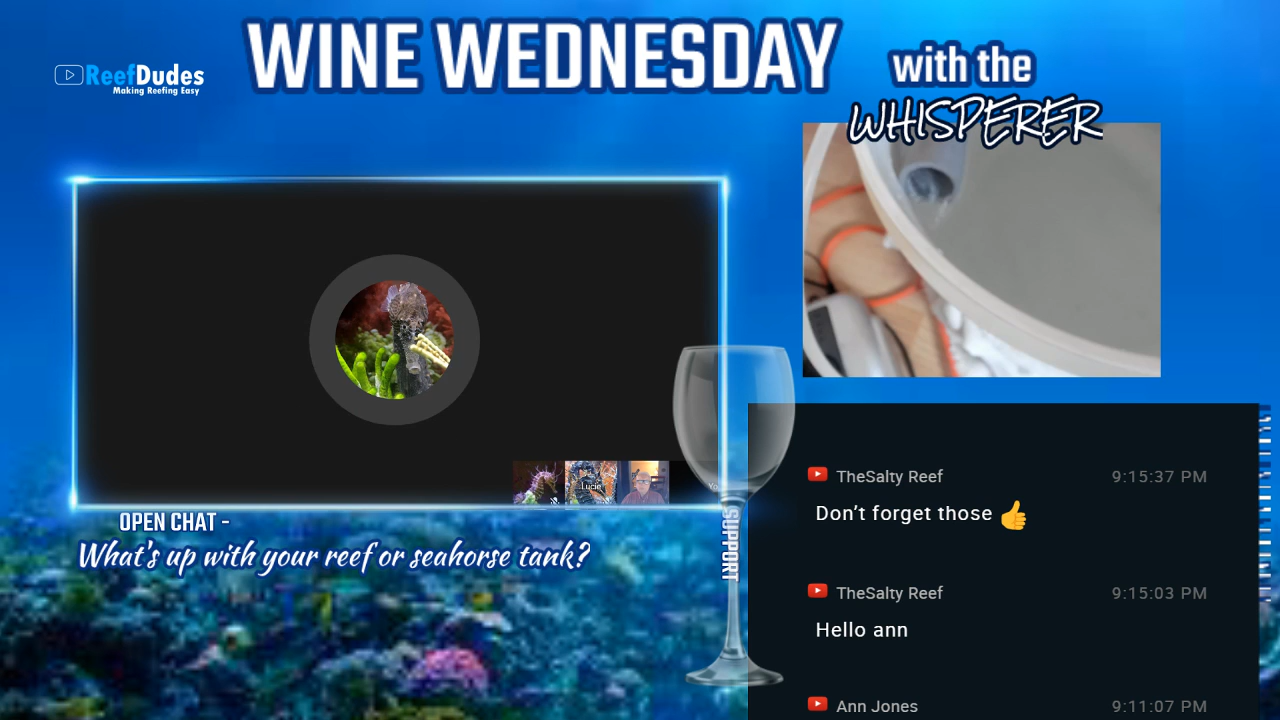 WINE WEDNESDAY
with the
WHISPERER
ReefDudes
Making Reefing Easy
Lucie
OPEN CHAT -
What's up with your reef or seahorse tank?
SUPPORT
TheSalty Reef 9:15:37 PM
Don't forget those 👍
TheSalty Reef 9:15:03 PM
Hello ann
Ann Jones 9:11:07 PM